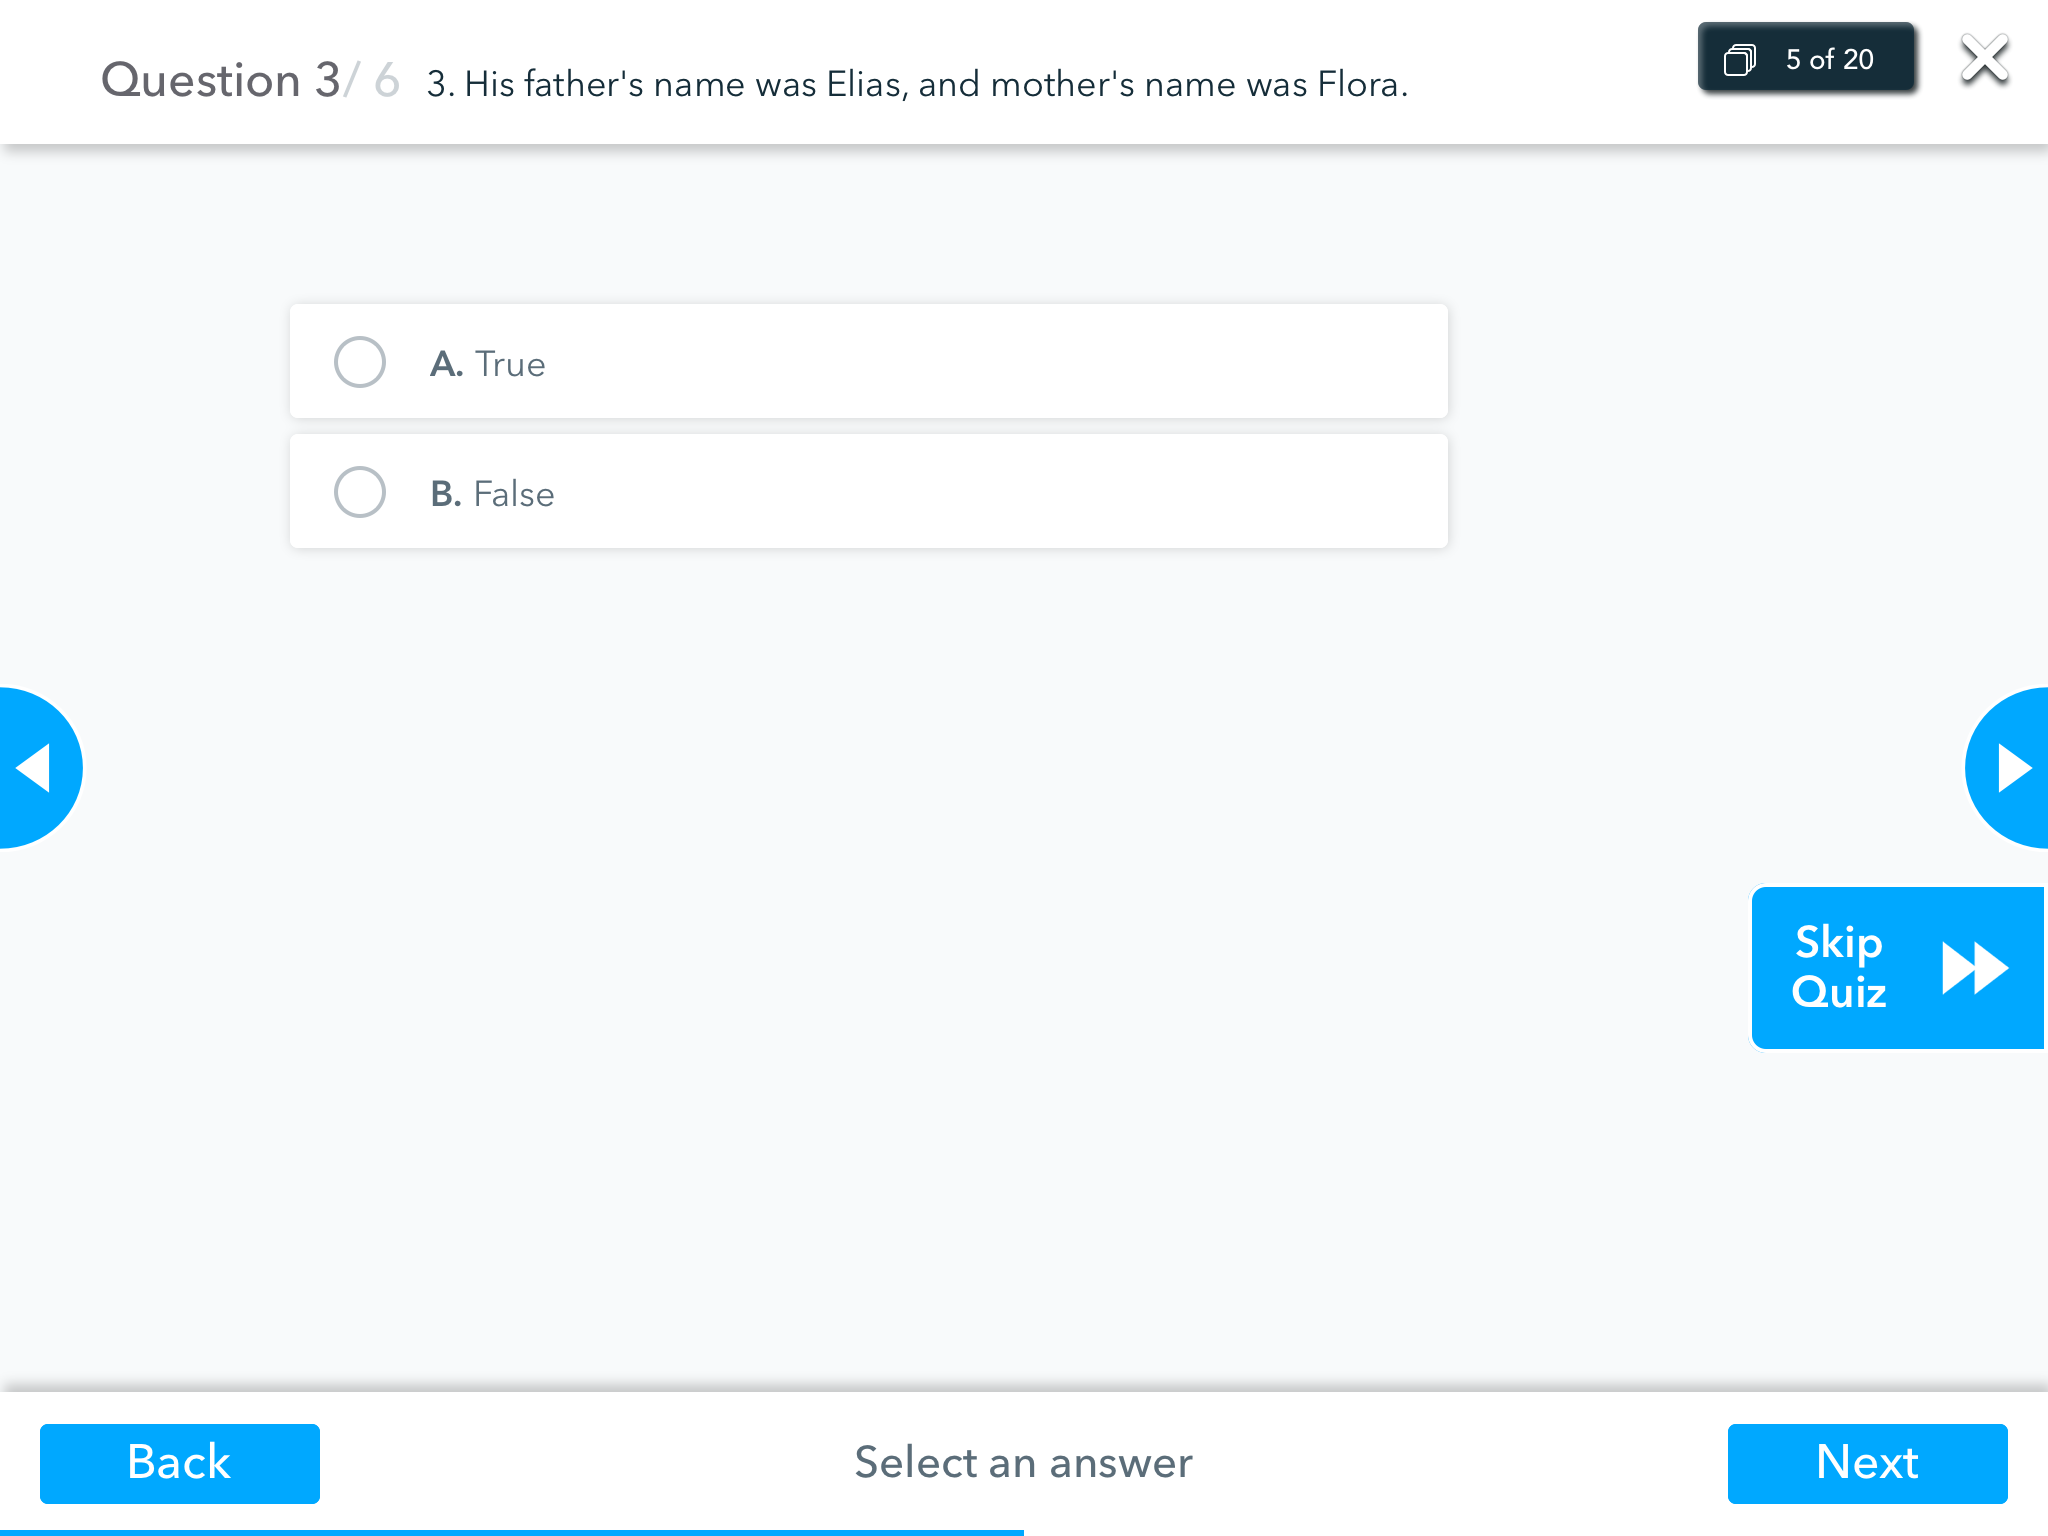 Question 3/ 6 3. His father's name was Elias, and mother's name was Flora.
5 of 20
A. True
B. False
Skip
Quiz
Back
Select an answer
Next